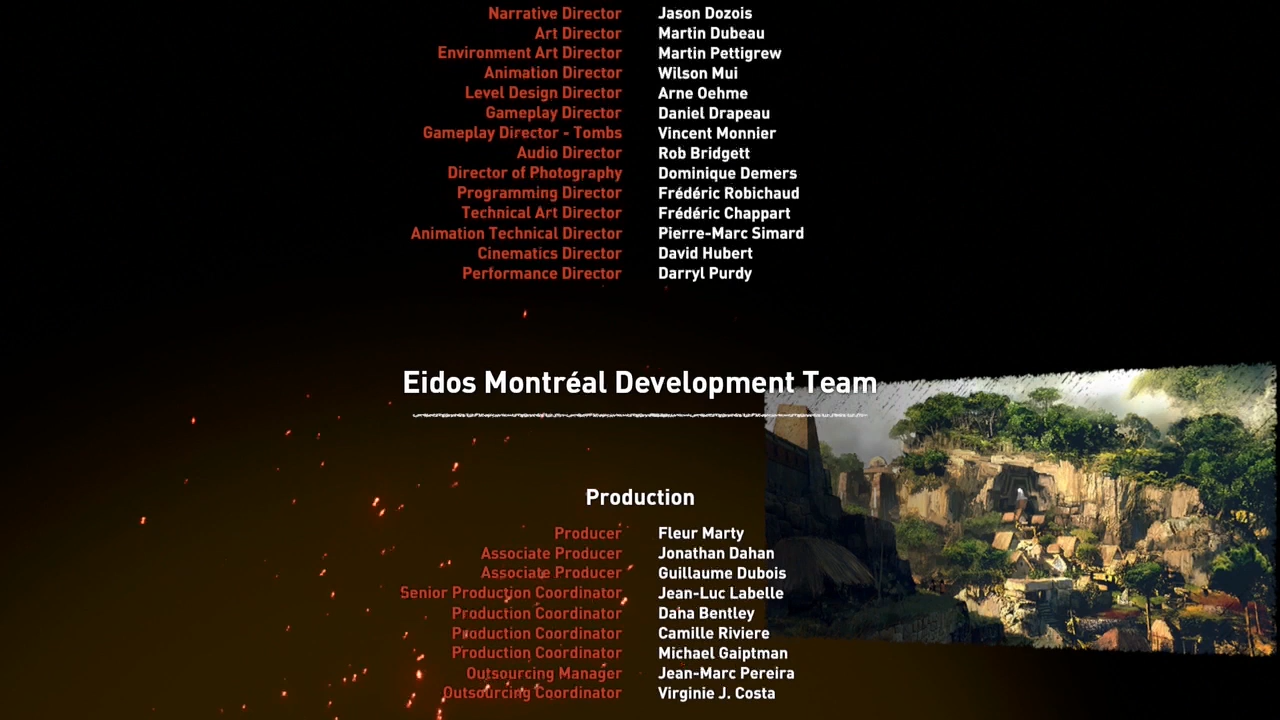 Narrative Director Jason Dozois
Art Director Martin Dubeau
Environment Art Director Martin Pettigrew
Animation Director Wilson Mui
Level Design Director Arne Oehme
Gameplay Director Daniel Drapeau
Gameplay Director - Tombs Vincent Monnier
Audio Director Rob Bridgett
Director of Photography Dominique Demers
Programming Director Frédéric Robichaud
Technical Art Director Frédéric Chappart
Animation Technical Director Pierre-Marc Simard
Cinematics Director David Hubert
Performance Director Darryl Purdy
Eidos Montréal Development Team
Production
Producer Fleur Marty
Associate Producer Jonathan Dahan
Associate Producer Guillaume Dubois
Senior Production Coordinator Jean-Luc Labelle
Production Coordinator Dana Bentley
Production Coordinator Camille Riviere
Production Coordinator Michael Gaiptman
Outsourcing Manager Jean-Marc Pereira
Outsourcing Coordinator Virginie J. Costa